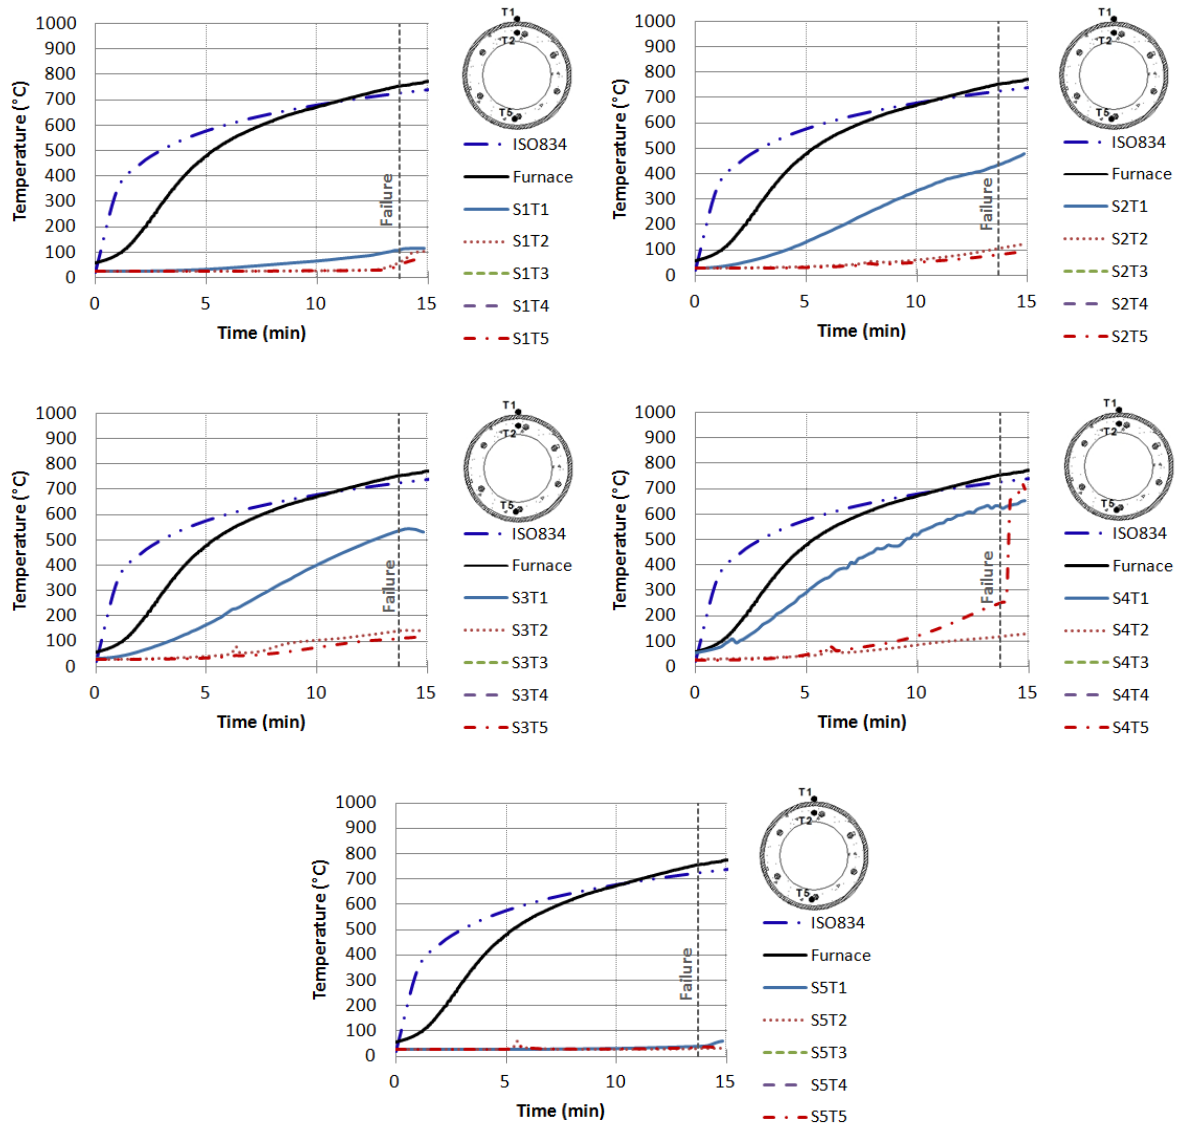 1000
900
800
700
600
500
400
300
200
100
0
Temperature (°C)
0 5 10 15
Time (min)
Failure
T1
T2
T5
ISO834
Furnace
S1T1
S1T2
S1T3
S1T4
S1T5
1000
900
800
700
600
500
400
300
200
100
0
Temperature (°C)
0 5 10 15
Time (min)
Failure
T1
T2
T5
ISO834
Furnace
S2T1
S2T2
S2T3
S2T4
S2T5
1000
900
800
700
600
500
400
300
200
100
0
Temperature (°C)
0 5 10 15
Time (min)
Failure
T1
T2
T5
ISO834
Furnace
S3T1
S3T2
S3T3
S3T4
S3T5
1000
900
800
700
600
500
400
300
200
100
0
Temperature (°C)
0 5 10 15
Time (min)
Failure
T1
T2
T5
ISO834
Furnace
S4T1
S4T2
S4T3
S4T4
S4T5
1000
900
800
700
600
500
400
300
200
100
0
Temperature (°C)
0 5 10 15
Time (min)
Failure
T1
T2
T5
ISO834
Furnace
S5T1
S5T2
S5T3
S5T4
S5T5